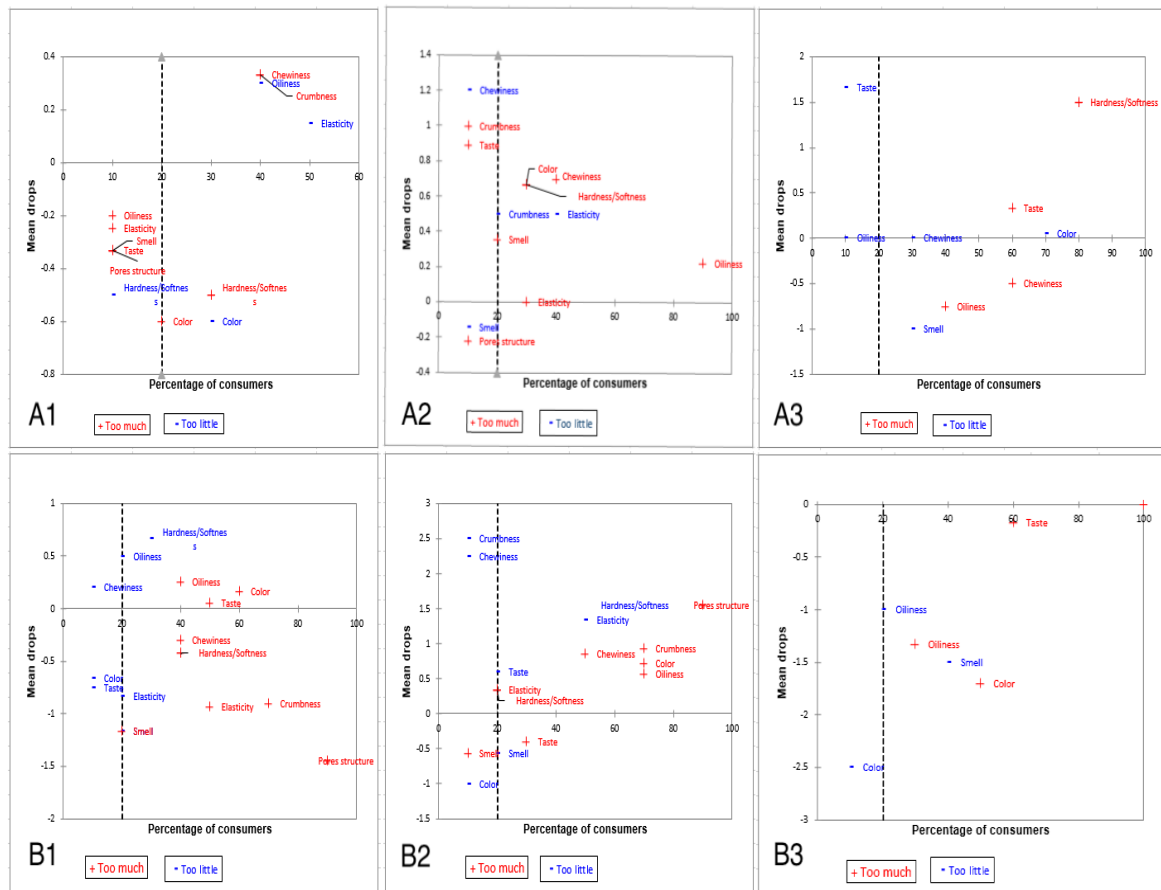 0.4
Chewiness
Oiliness
Crumbness
0.2
Elasticity
0
0 10 20 30 40 50 60
Mean drops
-0.2
Oiliness
Elasticity
Smell
Taste
-0.4
Pores structure
Hardness/Softnes
s
Hardness/Softnes
s
-0.6
Color
Color
-0.8
Percentage of consumers
A1
+ Too much
- Too little
1.4
1.2
Chewiness
1
Crumbness
Taste
0.8
Color
Chewiness
0.6
Hardness/Softness
Crumbness
Elasticity
0.4
Smell
Oiliness
0.2
Mean drops
0
Elasticity
0 20 40 60 80 100
Smell
-0.2
Pores structure
-0.4
Percentage of consumers
A2
+ Too much
- Too little
2
Taste
1.5
Hardness/Softness
1
0.5
Taste
Color
0
Oiliness
Chewiness
0 10 20 30 40 50 60 70 80 90 100
Mean drops
-0.5
Chewiness
Oiliness
-1
Smell
-1.5
Percentage of consumers
A3
+ Too much
- Too little
1
Hardness/Softnes
s
0.5
Oiliness
Oiliness
Chewiness
Color
Taste
0
0 20 40 60 80 100
Mean drops
Chewiness
Hardness/Softness
-0.5
Color
Taste
Elasticity
Elasticity
Crumbness
-1
Smell
Pores structure
-1.5
-2
Percentage of consumers
B1
+ Too much
- Too little
3
2.5
Crumbness
Chewiness
2
1.5
Hardness/Softness
Pores structure
Elasticity
1
Crumbness
Chewiness
Color
Taste
Oiliness
0.5
Elasticity
Hardness/Softness
0
0 20 40 60 80 100
Mean drops
Taste
-0.5
Smell
Smell
-1
Color
-1.5
Percentage of consumers
B2
+ Too much
- Too little
0
0 20 40 60 80 100
Taste
-0.5
-1
Oiliness
Oiliness
-1.5
Smell
Color
Mean drops
-2
-2.5
Color
-3
Percentage of consumers
B3
+ Too much
- Too little